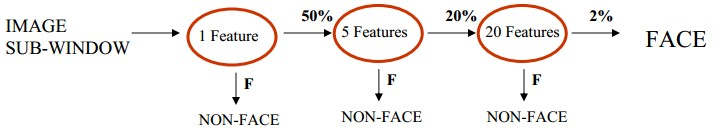 IMAGE
SUB-WINDOW
1 Feature
50%
5 Features
20%
20 Features
2%
FACE
F
F
F
NON-FACE
NON-FACE
NON-FACE